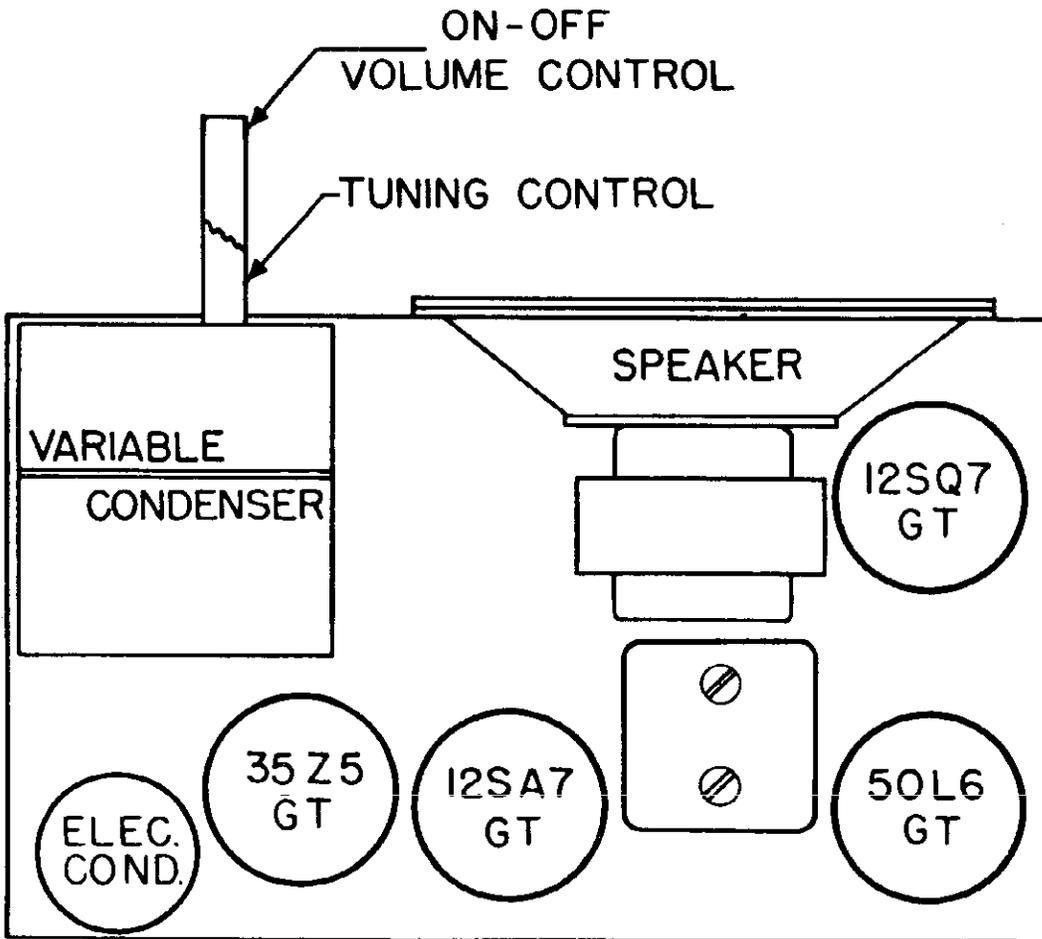 ON-OFF
VOLUME CONTROL
TUNING CONTROL
SPEAKER
VARIABLE
CONDENSER
12SQ7
GT
35Z5
GT
12SA7
GT
50L6
GT
ELEC.
COND.